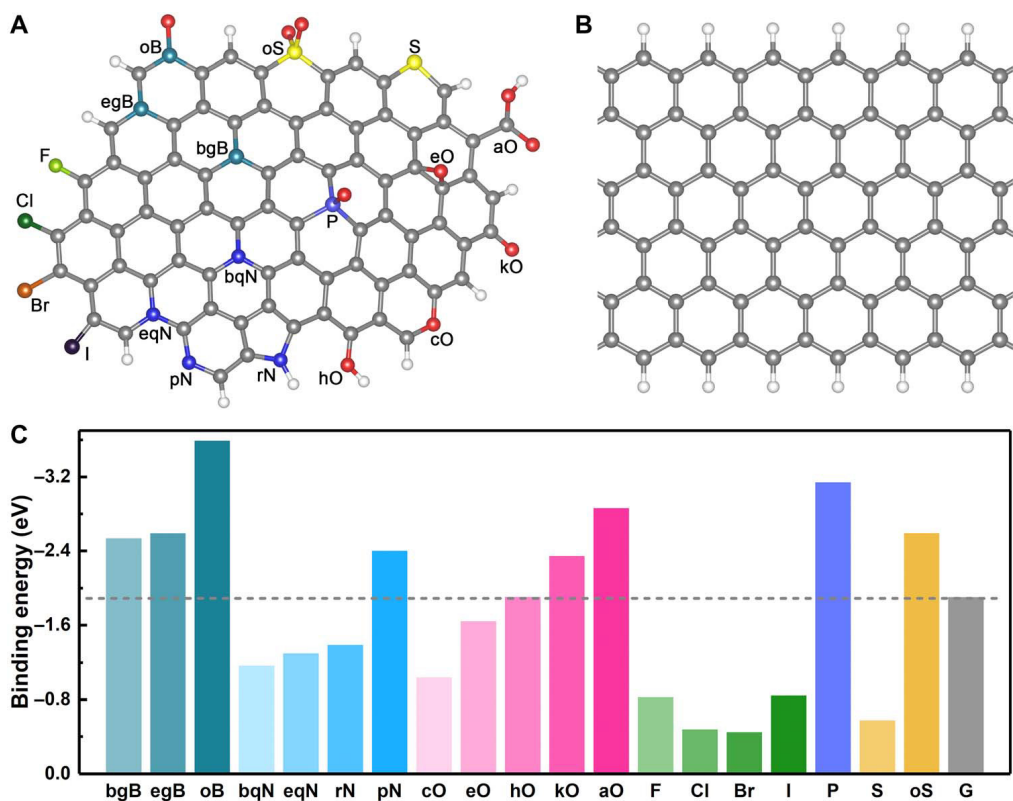 A
B
oB
oS
S
egB
aO
bgB
eO
F
Cl
P
kO
bqN
Br
eqN
cO
I
pN
rN
hO
C
Binding energy (eV)
−3.2
−2.4
−1.6
−0.8
0.0
bgB egB oB bqN eqN rN pN cO eO hO kO aO F Cl Br I P S oS G